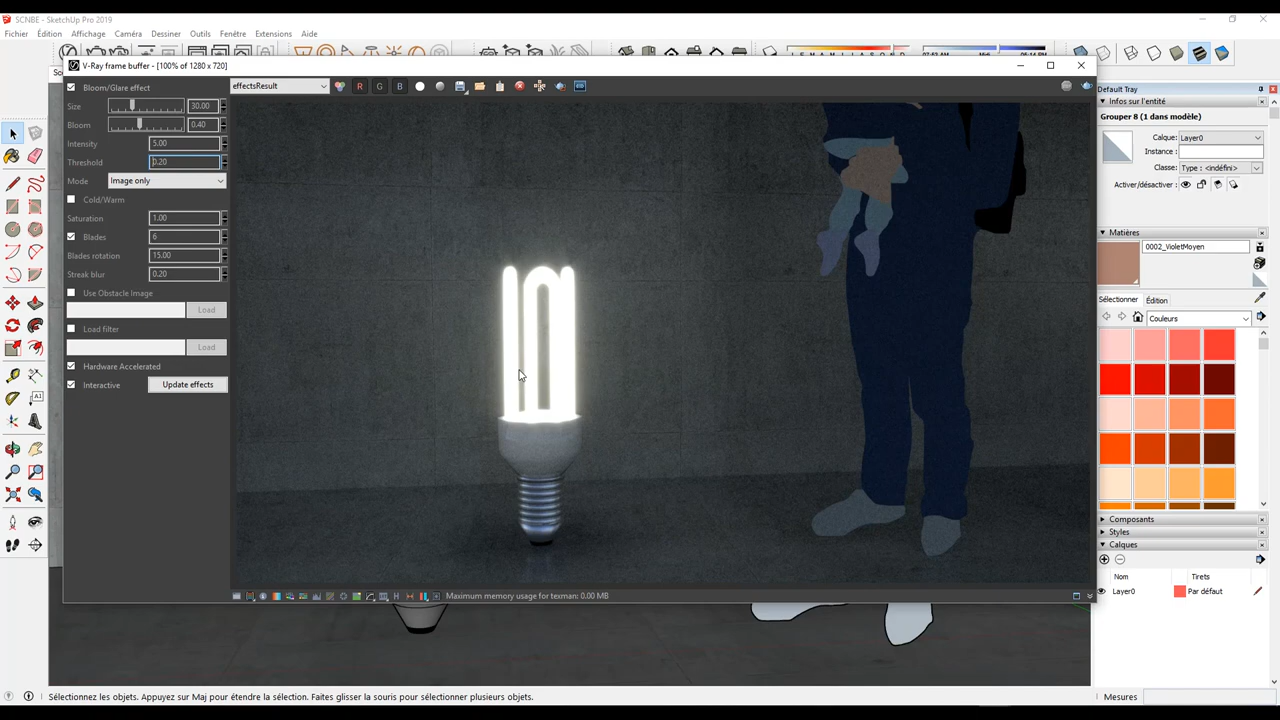 SCNBE - SketchUp Pro 2019
Fichier Édition Affichage Caméra Dessiner Outils Fenêtre Extensions Aide
V-Ray frame buffer - [100% of 1280 x 720]
Bloom/Glare effect
effectsResult
R G B
Size 30.00
Bloom 0.40
Intensity 5.00
Threshold 0.20
Mode Image only
Cold/Warm
Saturation 1.00
Blades 6
Blades rotation 15.00
Streak blur 0.20
Use Obstacle Image
Load
Load filter
Load
Hardware Accelerated
Interactive Update effects
H Maximum memory usage for texman: 0.00 MB
Default Tray
Infos sur l'entité
Grouper 8 (1 dans modèle)
Calque: Layer0
Instance:
Classe: Type : <indéfini>
Activer/désactiver :
Matières
0002_VioletMoyen
Sélectionner Édition
Couleurs
Composants
Styles
Calques
Nom Tirets
Layer0 Par défaut
Sélectionnez les objets. Appuyez sur Maj pour étendre la sélection. Faites glisser la souris pour sélectionner plusieurs objets.
Mesures